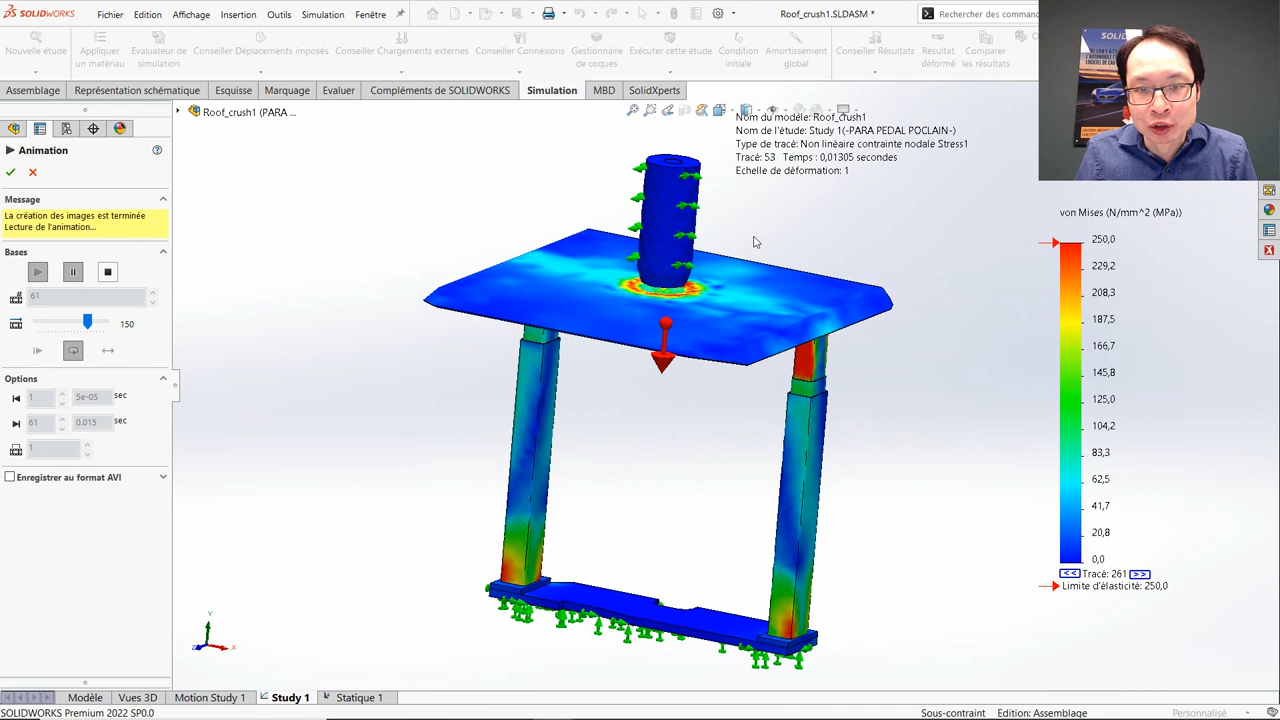 SOLIDWORKS
Fichier Edition Affichage Insertion Outils Simulation Fenêtre
Roof_crush1.SLDASM *
Rechercher des command
Nouvelle étude
Appliquer un matériau
Evaluateur de simulation
Conseiller Déplacements imposés
Conseiller Chargements externes
Conseiller Connexions
Gestionnaire de coques
Exécuter cette étude
Condition initiale
Amortissement global
Conseiller Résultats
Résultat déformé
Comparer les résultats
Assemblage Représentation schématique Esquisse Marquage Evaluer Compléments de SOLIDWORKS Simulation MBD SolidXperts
Roof_crush1 (PARA ...
Nom du modèle: Roof_crush1
Nom de l'étude: Study 1(-PARA PEDAL POCLAIN-)
Type de tracé: Non linéaire contrainte nodale Stress1
Tracé: 53 Temps : 0,01305 secondes
Echelle de déformation: 1
Animation
Message
La création des images est terminée
Lecture de l'animation...
Bases
61
150
Options
1 5e-05 sec
61 0.015 sec
1
Enregistrer au format AVI
von Mises (N/mm^2 (MPa))
250,0
229,2
208,3
187,5
166,7
145,8
125,0
104,2
83,3
62,5
41,7
20,8
0,0
<< Tracé: 261 >>
Limite d'élasticité: 250,0
Y
X
Z
Modèle Vues 3D Motion Study 1 Study 1 Statique 1
SOLIDWORKS Premium 2022 SP0.0
Sous-contraint Edition: Assemblage Personnalisé